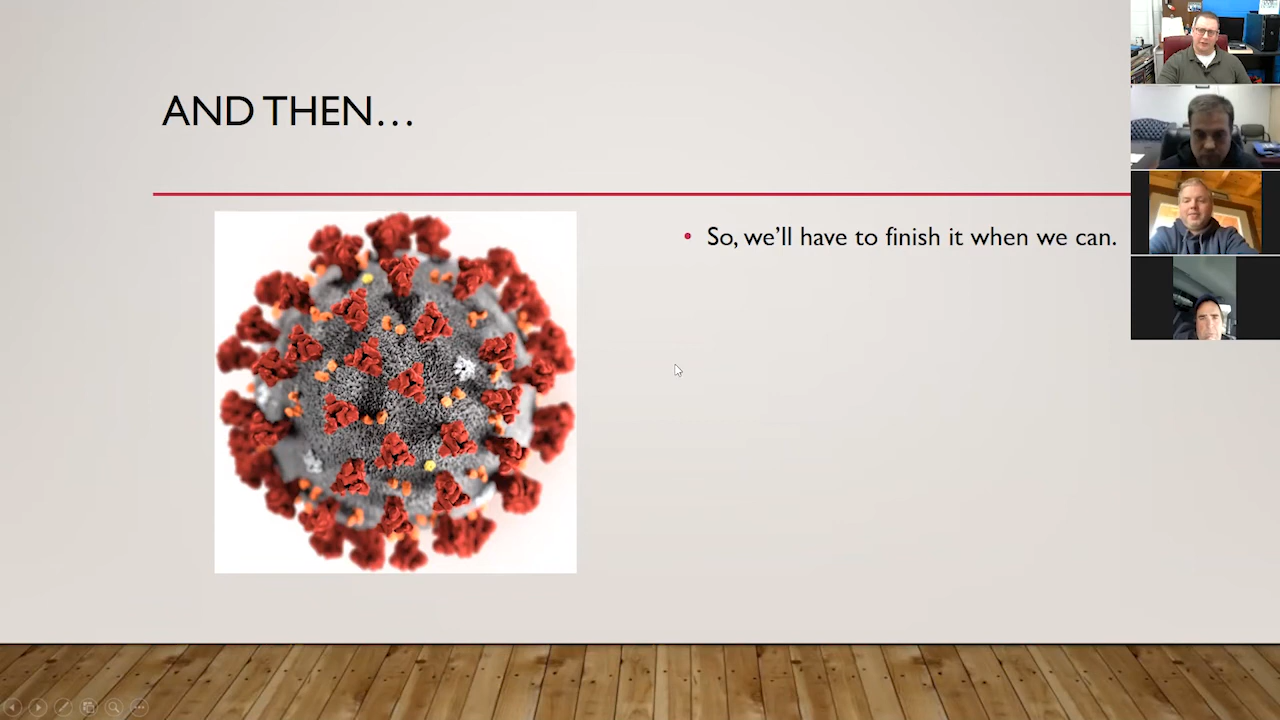 AND THEN...
• So, we'll have to finish it when we can.